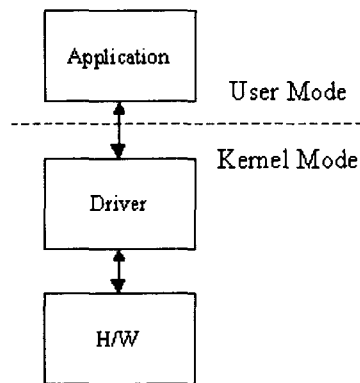 Application
User Mode
Kernel Mode
Driver
H/W